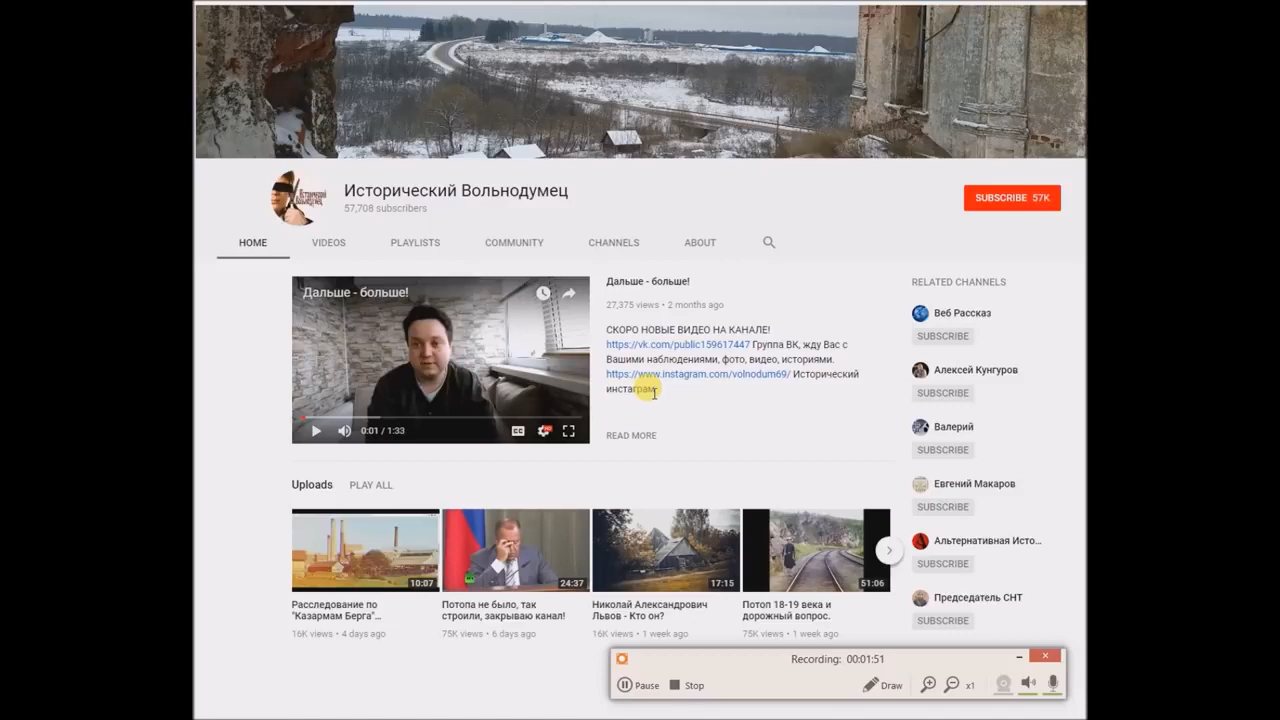 Исторический Вольнодумец
57,708 subscribers
SUBSCRIBE 57K
HOME
VIDEOS
PLAYLISTS
COMMUNITY
CHANNELS
ABOUT
Дальше - больше!
0:01 / 1:33
CC
HD
Дальше - больше!
27,375 views • 2 months ago
СКОРО НОВЫЕ ВИДЕО НА КАНАЛЕ!
https://vk.com/public159617447 Группа ВК, жду Вас с
Вашими наблюдениями, фото, видео, историями.
https://www.instagram.com/volnodum69/ Исторический
инстаграм
READ MORE
RELATED CHANNELS
Веб Рассказ
SUBSCRIBE
Алексей Кунгуров
SUBSCRIBE
Валерий
SUBSCRIBE
Евгений Макаров
SUBSCRIBE
Альтернативная Исто...
SUBSCRIBE
Председатель СНТ
SUBSCRIBE
Uploads
PLAY ALL
10:07
Расследование по
"Казармам Берга"...
16K views • 4 days ago
24:37
Потопа не было, так
строили, закрываю канал!
75K views • 6 days ago
17:15
Николай Александрович
Львов - Кто он?
16K views • 1 week ago
51:06
Потоп 18-19 века и
дорожный вопрос.
75K views • 1 week ago
Recording: 00:01:51
Pause
Stop
Draw
x1